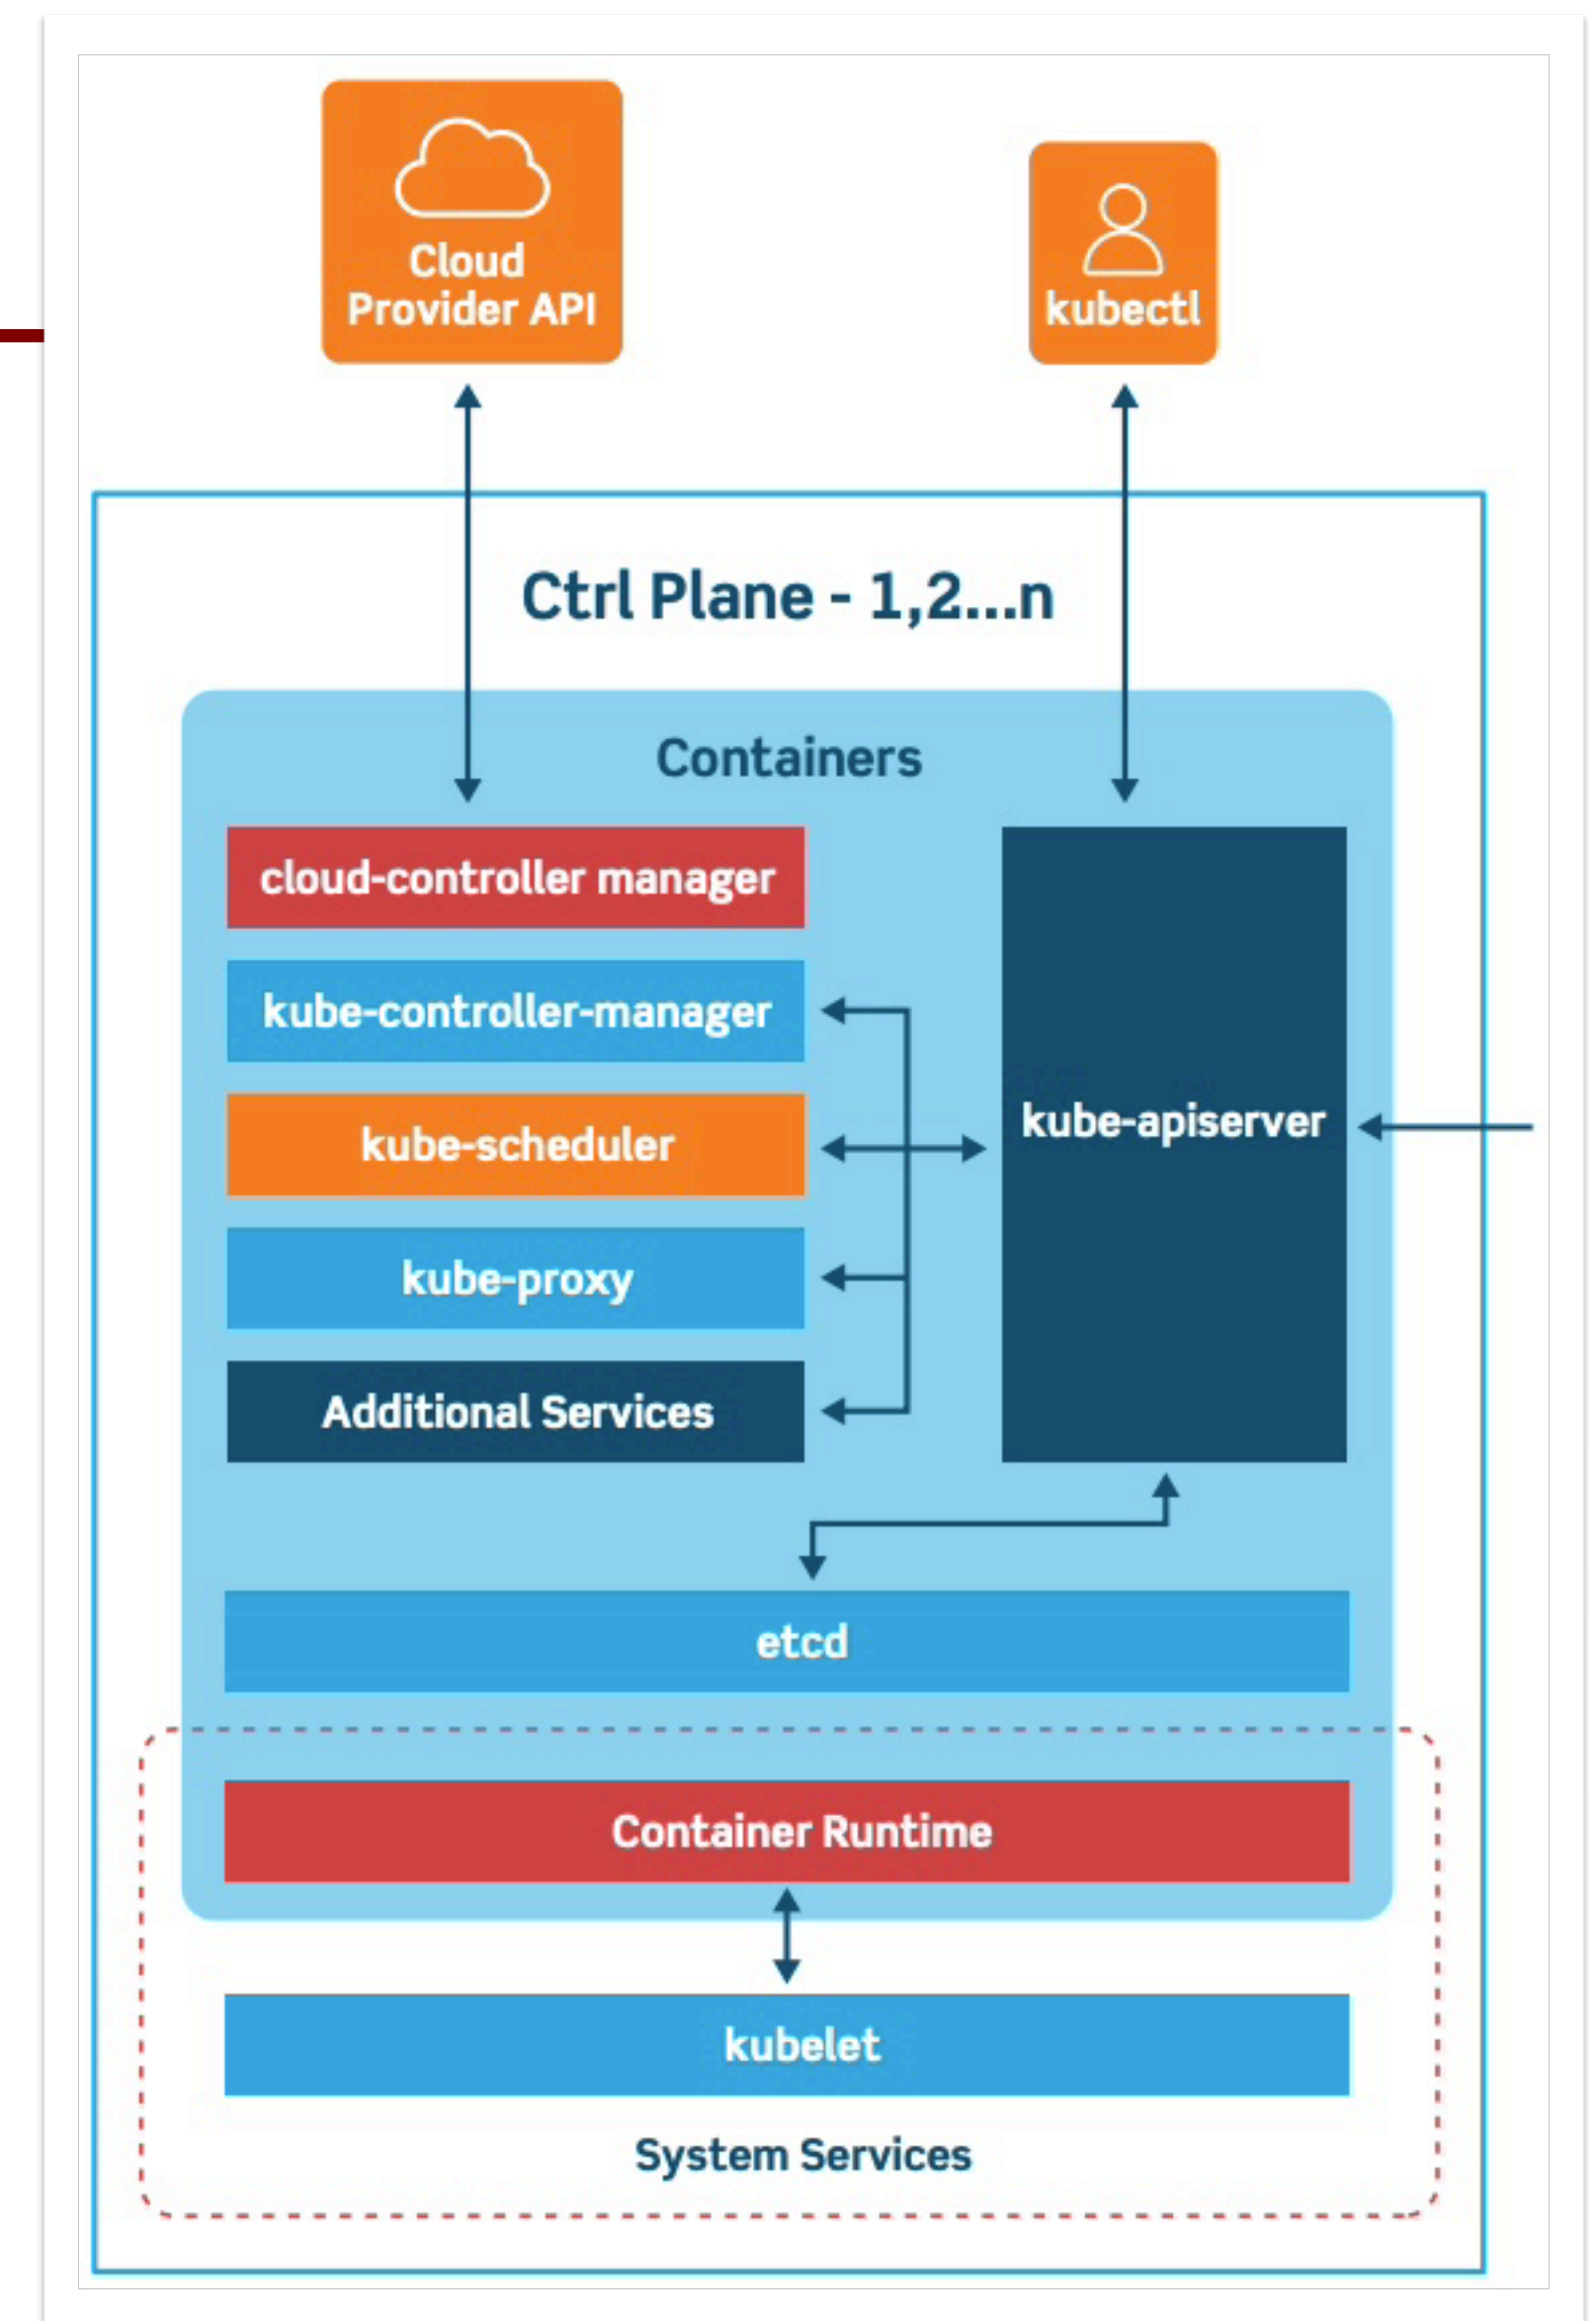 Cloud
Provider API
kubectl
Ctrl Plane - 1,2...n
Containers
cloud-controller manager
kube-controller-manager
kube-scheduler
kube-proxy
Additional Services
kube-apiserver
etcd
Container Runtime
kubelet
System Services